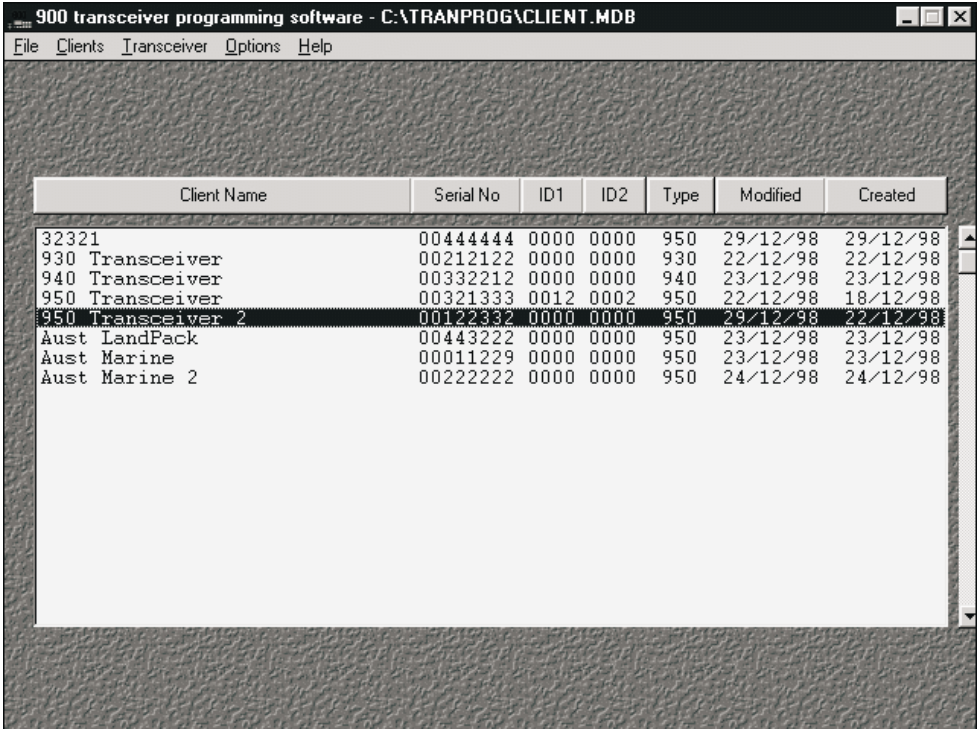 900 transceiver programming software - C:\TRANPROG\CLIENT.MDB
File Clients Transceiver Options Help
Client Name Serial No ID1 ID2 Type Modified Created
32321 00444444 0000 0000 950 29/12/98 29/12/98
930 Transceiver 00212122 0000 0000 930 22/12/98 22/12/98
940 Transceiver 00332212 0000 0000 940 23/12/98 23/12/98
950 Transceiver 00321333 0012 0002 950 22/12/98 18/12/98
950 Transceiver 2 00122332 0000 0000 950 29/12/98 22/12/98
Aust LandPack 00443222 0000 0000 950 23/12/98 23/12/98
Aust Marine 00011229 0000 0000 950 23/12/98 23/12/98
Aust Marine 2 00222222 0000 0000 950 24/12/98 24/12/98